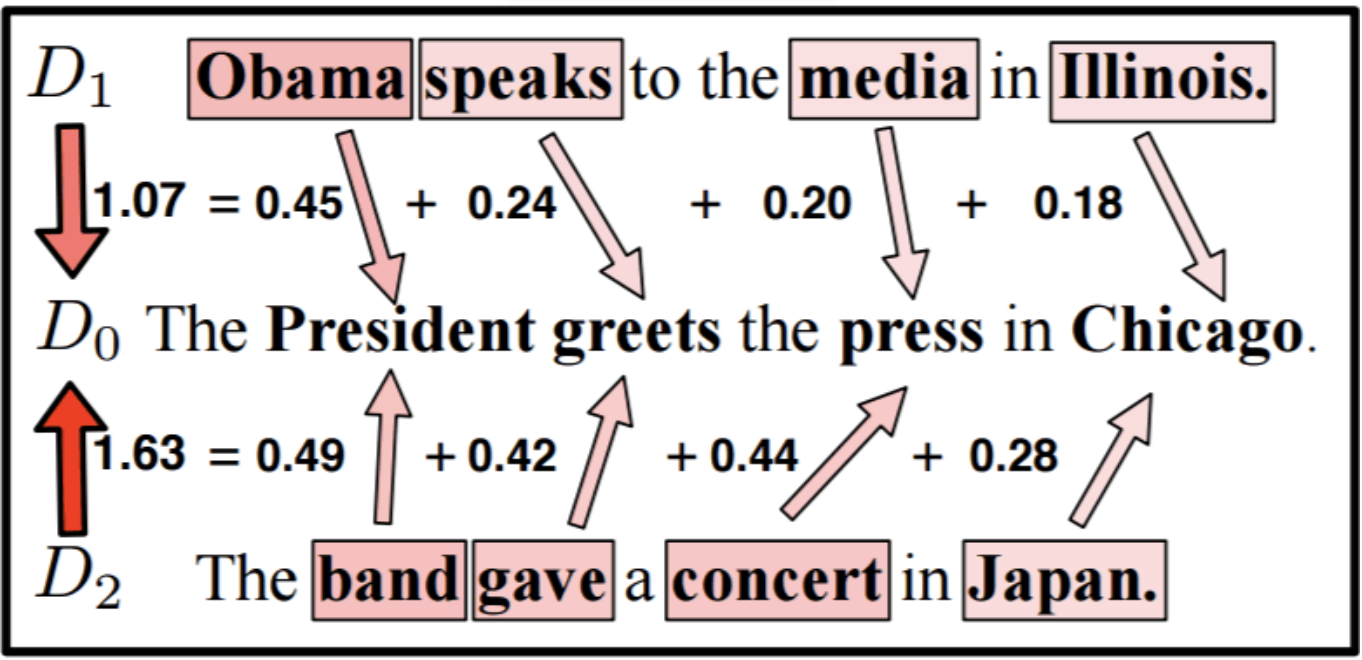 D₁ Obama speaks to the media in Illinois.
1.07 = 0.45 + 0.24 + 0.20 + 0.18
D₀ The President greets the press in Chicago.
1.63 = 0.49 + 0.42 + 0.44 + 0.28
D₂ The band gave a concert in Japan.